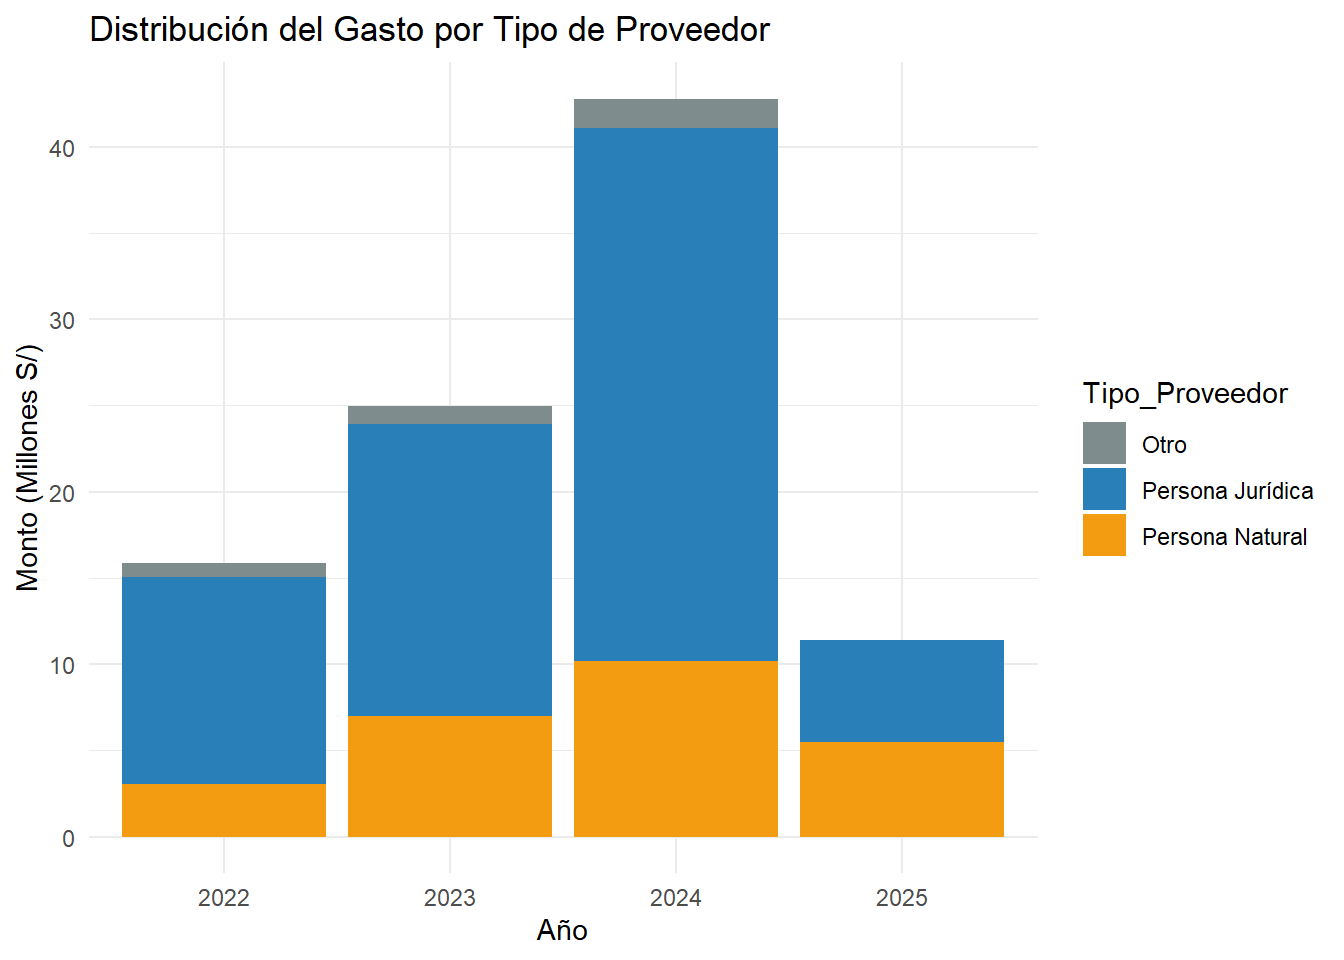 Distribución del Gasto por Tipo de Proveedor
Monto (Millones S/)
40
30
20
10
0
2022
2023
2024
2025
Año
Tipo_Proveedor
Otro
Persona Jurídica
Persona Natural